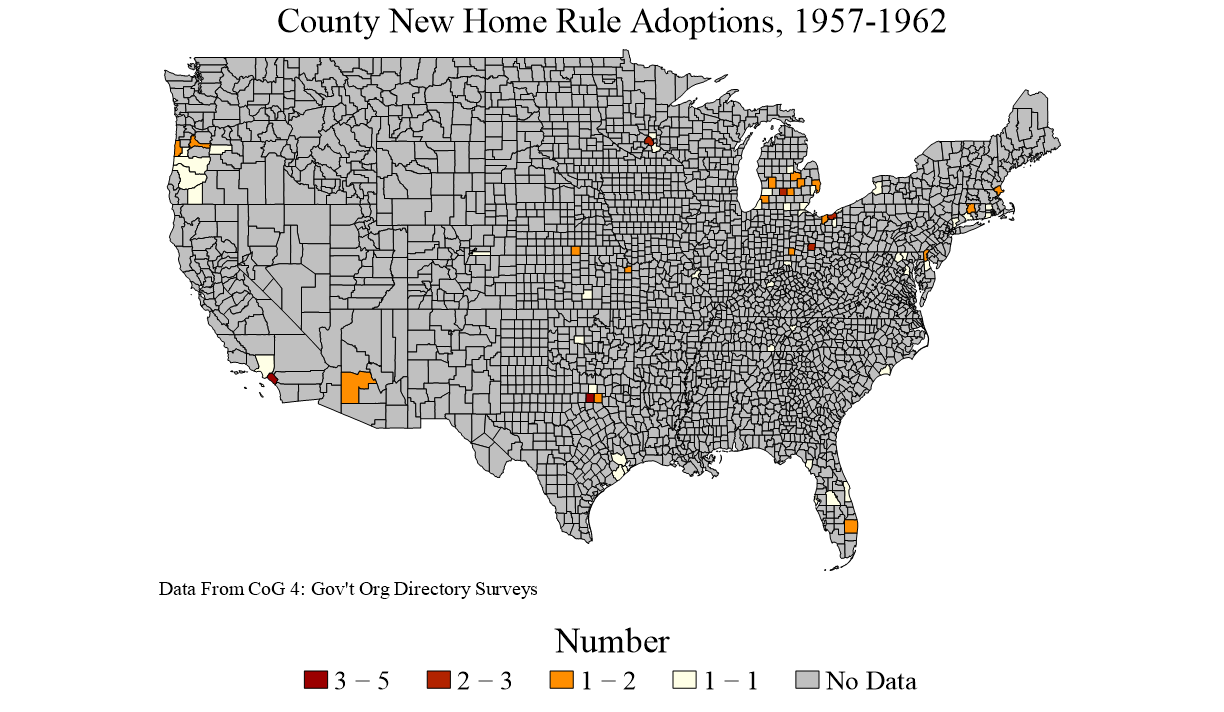 County New Home Rule Adoptions, 1957-1962
Data From CoG 4: Gov't Org Directory Surveys
Number
3 − 5 2 − 3 1 − 2 1 − 1 No Data